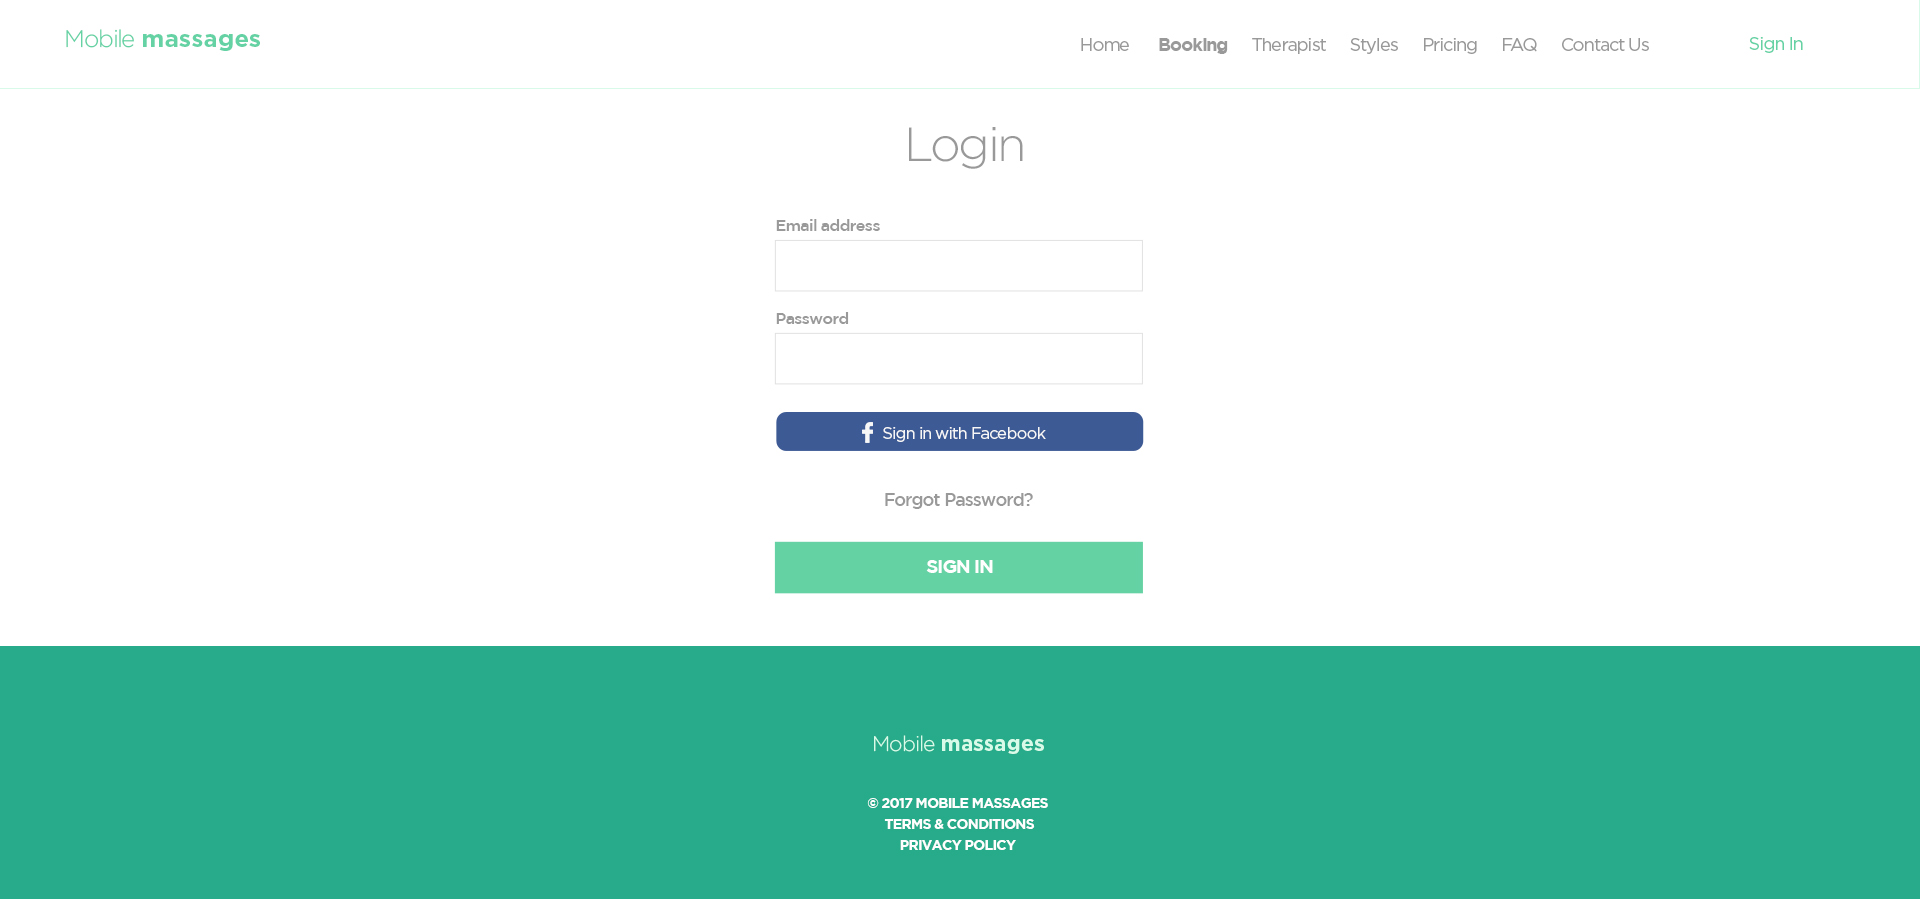 Mobile massages
Home Booking Therapist Styles Pricing FAQ Contact Us Sign In
Login
Email address
Password
Sign in with Facebook
Forgot Password?
SIGN IN
Mobile massages
© 2017 MOBILE MASSAGES
TERMS & CONDITIONS
PRIVACY POLICY